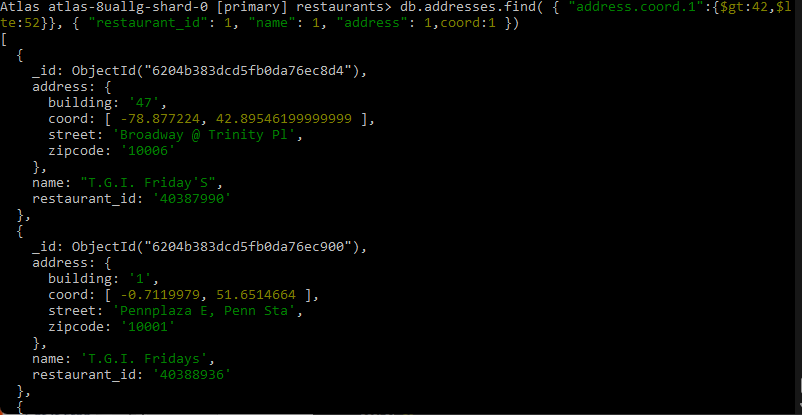 Atlas atlas-8uallg-shard-0 [primary] restaurants> db.addresses.find( { "address.coord.1":{$gt:42,$l
te:52}}, { "restaurant_id": 1, "name": 1, "address": 1,coord:1 })
[
  {
    _id: ObjectId("6204b383dcd5fb0da76ec8d4"),
    address: {
      building: '47',
      coord: [ -78.877224, 42.89546199999999 ],
      street: 'Broadway @ Trinity Pl',
      zipcode: '10006'
    },
    name: "T.G.I. Friday'S",
    restaurant_id: '40387990'
  },
  {
    _id: ObjectId("6204b383dcd5fb0da76ec900"),
    address: {
      building: '1',
      coord: [ -0.7119979, 51.6514664 ],
      street: 'Pennplaza E, Penn Sta',
      zipcode: '10001'
    },
    name: 'T.G.I. Fridays',
    restaurant_id: '40388936'
  },
  {